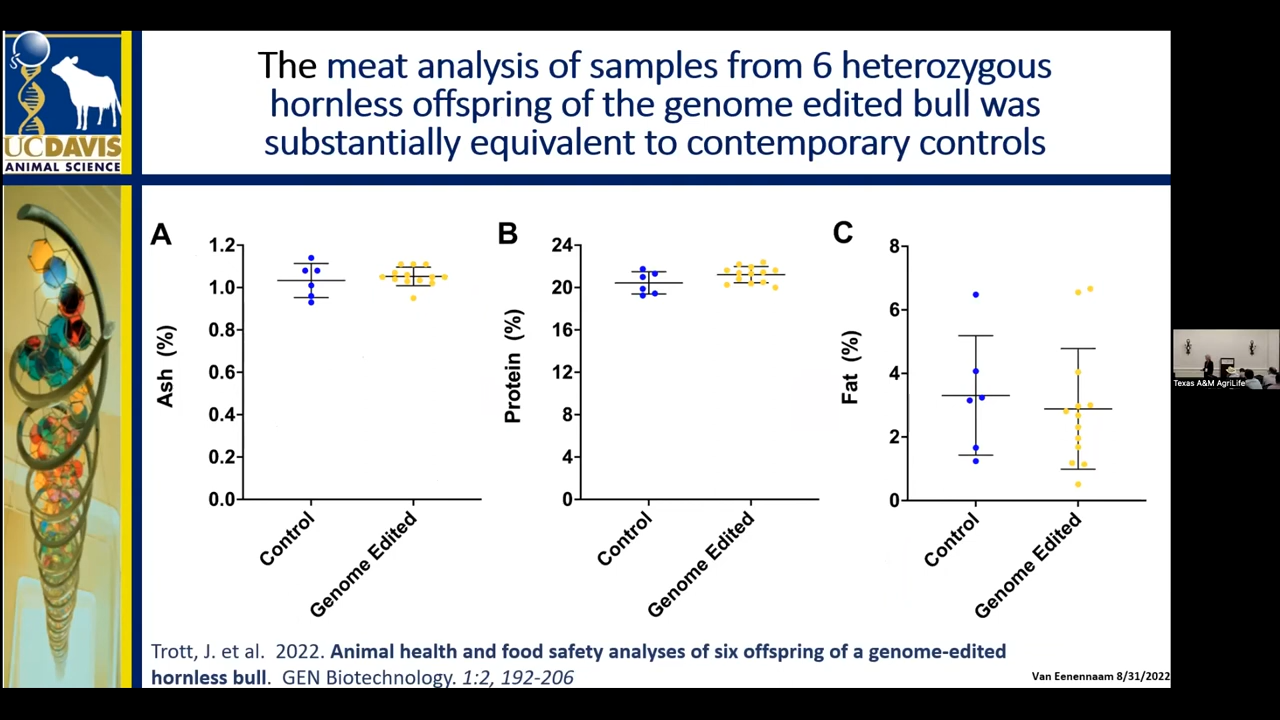 The meat analysis of samples from 6 heterozygous
hornless offspring of the genome edited bull was
substantially equivalent to contemporary controls
UCDAVIS
ANIMAL SCIENCE
A
Ash (%)
1.2
1.0
0.8
0.6
0.4
0.2
0.0
Control
Genome Edited
B
Protein (%)
24
20
16
12
8
4
0
Control
Genome Edited
C
Fat (%)
8
6
4
2
0
Control
Genome Edited
Texas A&M AgriLife
Trott, J. et al. 2022. Animal health and food safety analyses of six offspring of a genome-edited
hornless bull. GEN Biotechnology. 1:2, 192-206
Van Eenennaam 8/31/2022